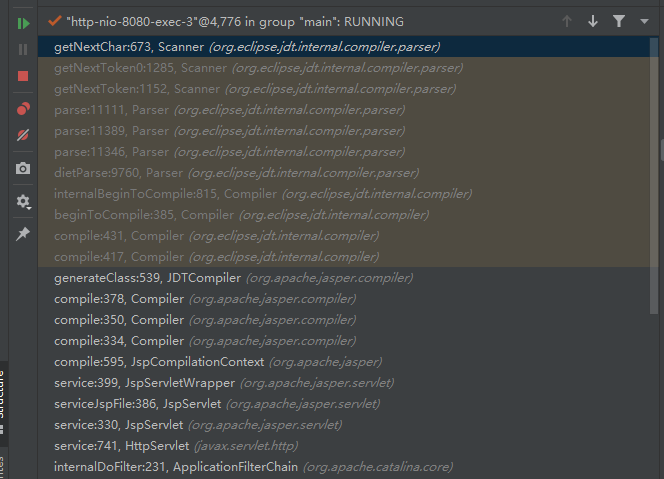 "http-nio-8080-exec-3"@4,776 in group "main": RUNNING
getNextChar:673, Scanner (org.eclipse.jdt.internal.compiler.parser)
getNextToken0:1285, Scanner (org.eclipse.jdt.internal.compiler.parser)
getNextToken:1152, Scanner (org.eclipse.jdt.internal.compiler.parser)
parse:11111, Parser (org.eclipse.jdt.internal.compiler.parser)
parse:11389, Parser (org.eclipse.jdt.internal.compiler.parser)
parse:11346, Parser (org.eclipse.jdt.internal.compiler.parser)
dietParse:9760, Parser (org.eclipse.jdt.internal.compiler.parser)
internalBeginToCompile:815, Compiler (org.eclipse.jdt.internal.compiler)
beginToCompile:385, Compiler (org.eclipse.jdt.internal.compiler)
compile:431, Compiler (org.eclipse.jdt.internal.compiler)
compile:417, Compiler (org.eclipse.jdt.internal.compiler)
generateClass:539, JDTCompiler (org.apache.jasper.compiler)
compile:378, Compiler (org.apache.jasper.compiler)
compile:350, Compiler (org.apache.jasper.compiler)
compile:334, Compiler (org.apache.jasper.compiler)
compile:595, JspCompilationContext (org.apache.jasper)
service:399, JspServletWrapper (org.apache.jasper.servlet)
serviceJspFile:386, JspServlet (org.apache.jasper.servlet)
service:330, JspServlet (org.apache.jasper.servlet)
service:741, HttpServlet (javax.servlet.http)
internalDoFilter:231, ApplicationFilterChain (org.apache.catalina.core)